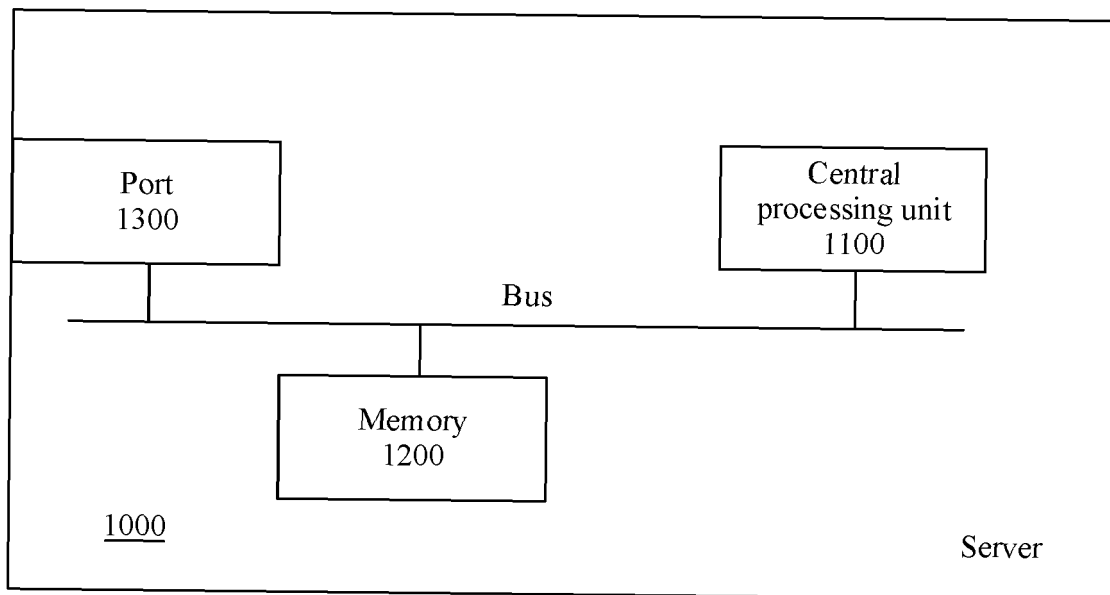 Port
1300
Central
processing unit
1100
Bus
Memory
1200
1000
Server